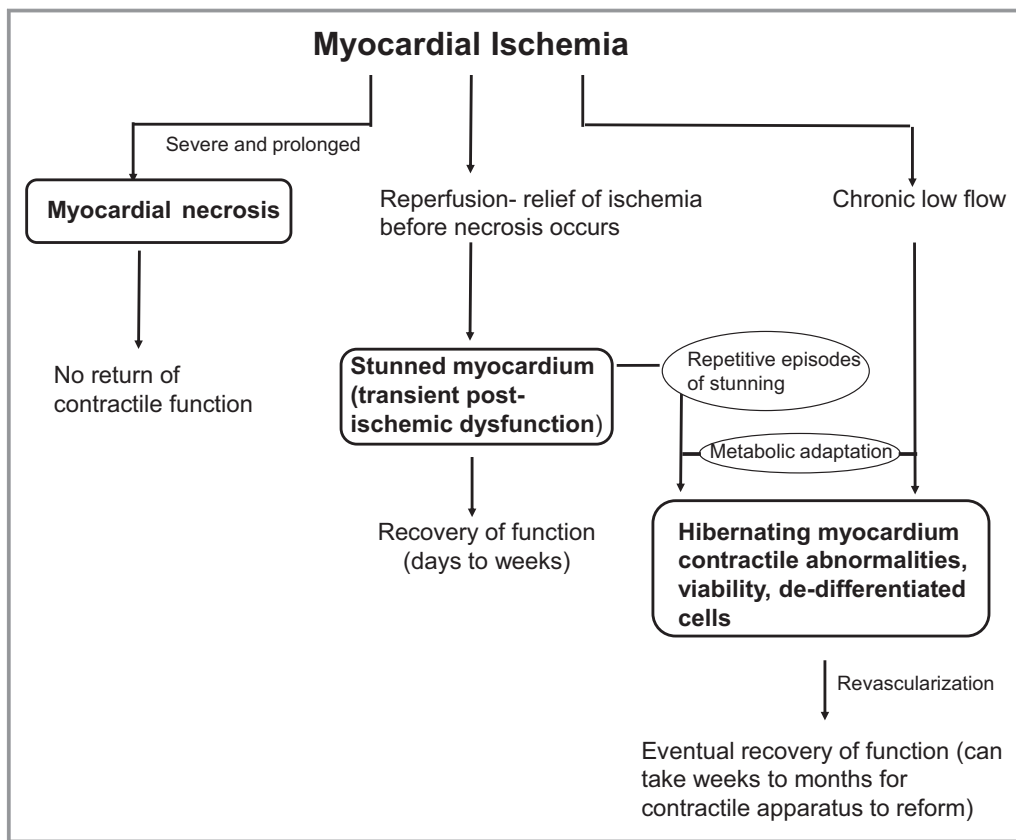 Myocardial Ischemia
Severe and prolonged
Myocardial necrosis
No return of
contractile function
Reperfusion- relief of ischemia
before necrosis occurs
Stunned myocardium
(transient post-
ischemic dysfunction)
Recovery of function
(days to weeks)
Chronic low flow
Repetitive episodes
of stunning
Metabolic adaptation
Hibernating myocardium
contractile abnormalities,
viability, de-differentiated
cells
Revascularization
Eventual recovery of function (can
take weeks to months for
contractile apparatus to reform)